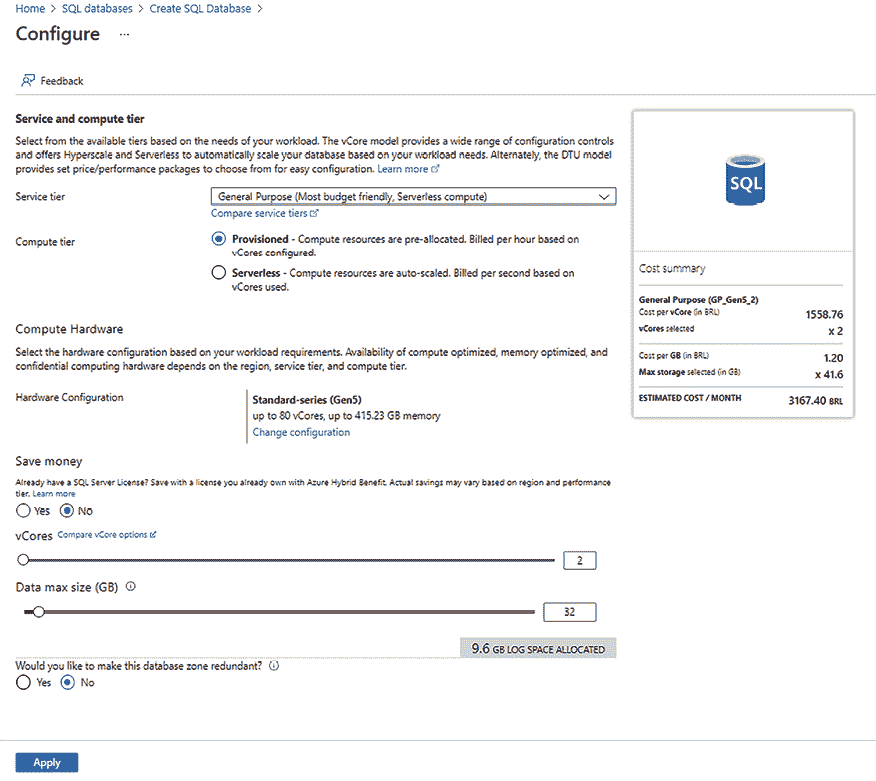 Home > SQL databases > Create SQL Database >
Configure ...
Feedback
Service and compute tier
Select from the available tiers based on the needs of your workload. The vCore model provides a wide range of configuration controls
and offers Hyperscale and Serverless to automatically scale your database based on your workload needs. Alternately, the DTU model
provides set price/performance packages to choose from for easy configuration. Learn more
Service tier
General Purpose (Most budget friendly, Serverless compute)
Compare service tiers
Compute tier
Provisioned - Compute resources are pre-allocated. Billed per hour based on
vCores configured.
Serverless - Compute resources are auto-scaled. Billed per second based on
vCores used.
Compute Hardware
Select the hardware configuration based on your workload requirements. Availability of compute optimized, memory optimized, and
confidential computing hardware depends on the region, service tier, and compute tier.
Hardware Configuration
Standard-series (Gen5)
up to 80 vCores, up to 415.23 GB memory
Change configuration
Save money
Already have a SQL Server License? Save with a license you already own with Azure Hybrid Benefit. Actual savings may vary based on region and performance
tier. Learn more
Yes No
vCores Compare vCore options
2
Data max size (GB)
32
9.6 GB LOG SPACE ALLOCATED
Would you like to make this database zone redundant?
Yes No
Apply
SQL
Cost summary
General Purpose (GP_Gen5_2)
Cost per vCore (in BRL) 1558.76
vCores selected x 2
Cost per GB (in BRL) 1.20
Max storage selected (in GB) x 41.6
ESTIMATED COST / MONTH 3167.40 BRL